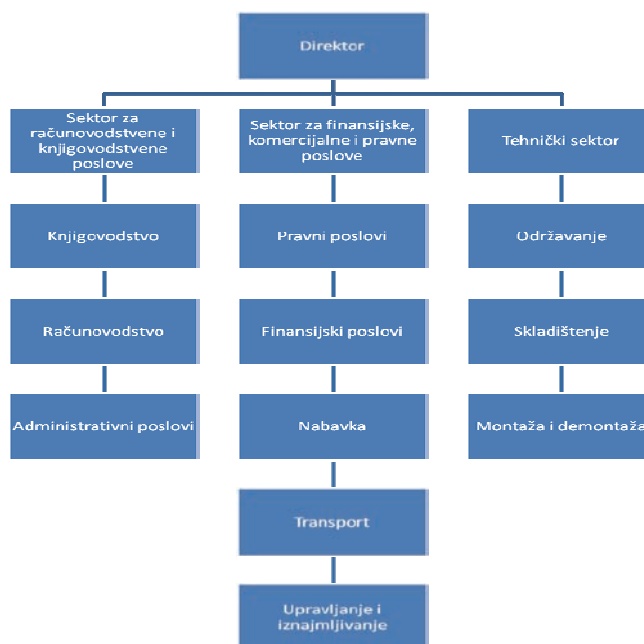 Direktor
Sektor za
računovodstvene i
knjigovodstvene
poslove
Sektor za finansijske,
komercijalne i pravne
poslove
Tehnički sektor
Knjigovodstvo
Pravni poslovi
Održavanje
Računovodstvo
Finansijski poslovi
Skladištenje
Administrativni poslovi
Nabavka
Montaža i demontaža
Transport
Upravljanje i
iznajmljivanje